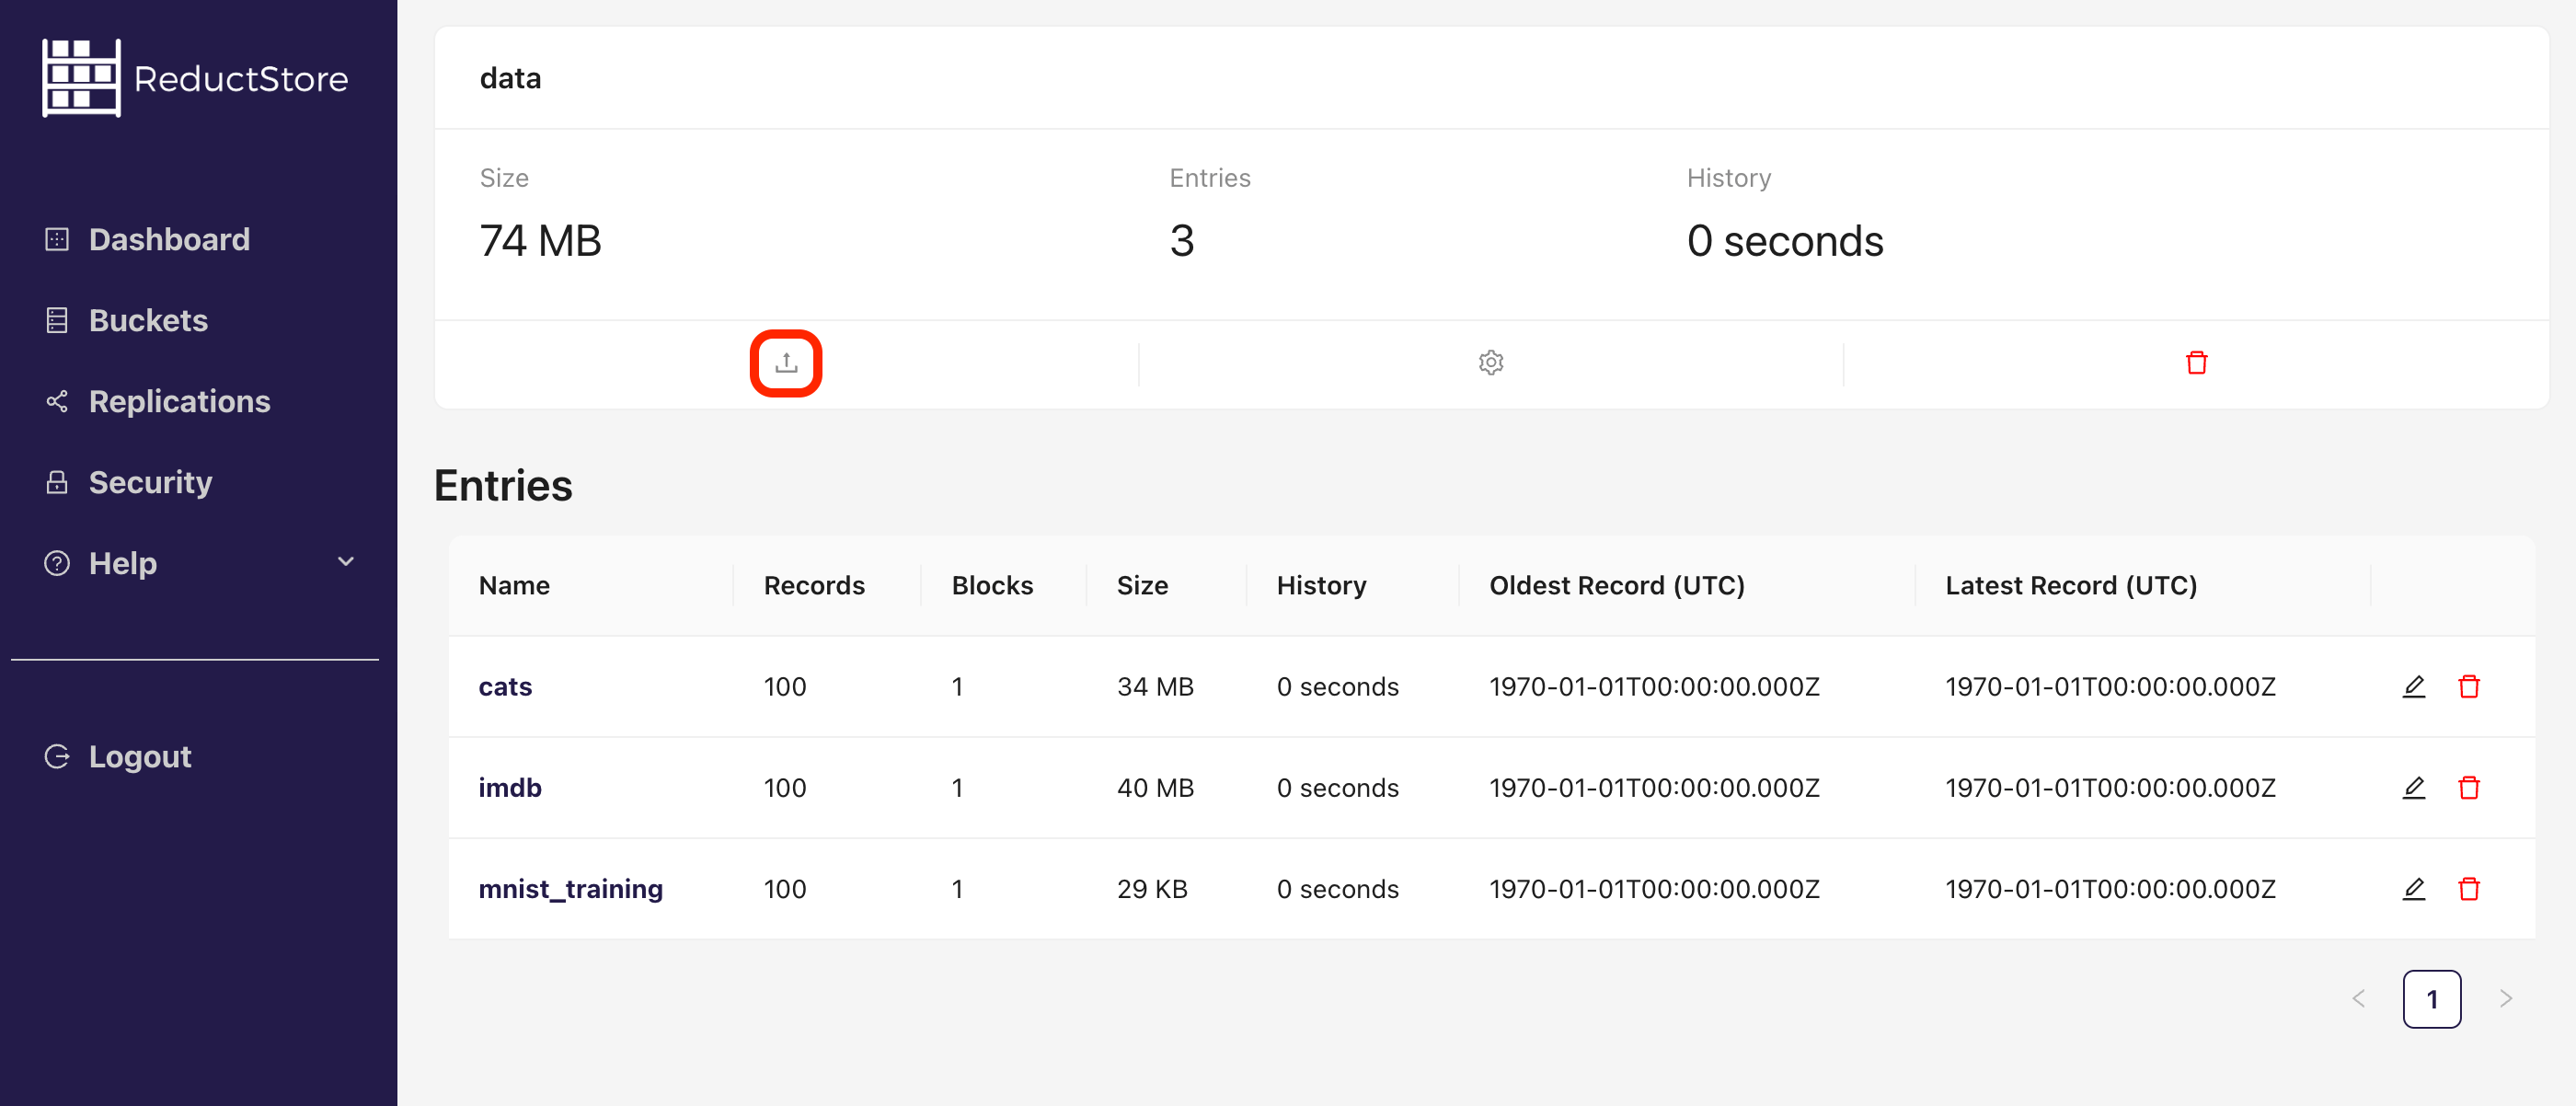 ReductStore
Dashboard
Buckets
Replications
Security
Help
Logout
data
Size Entries History
74 MB 3 0 seconds
Entries
Name Records Blocks Size History Oldest Record (UTC) Latest Record (UTC)
cats 100 1 34 MB 0 seconds 1970-01-01T00:00:00.000Z 1970-01-01T00:00:00.000Z
imdb 100 1 40 MB 0 seconds 1970-01-01T00:00:00.000Z 1970-01-01T00:00:00.000Z
mnist_training 100 1 29 KB 0 seconds 1970-01-01T00:00:00.000Z 1970-01-01T00:00:00.000Z
1